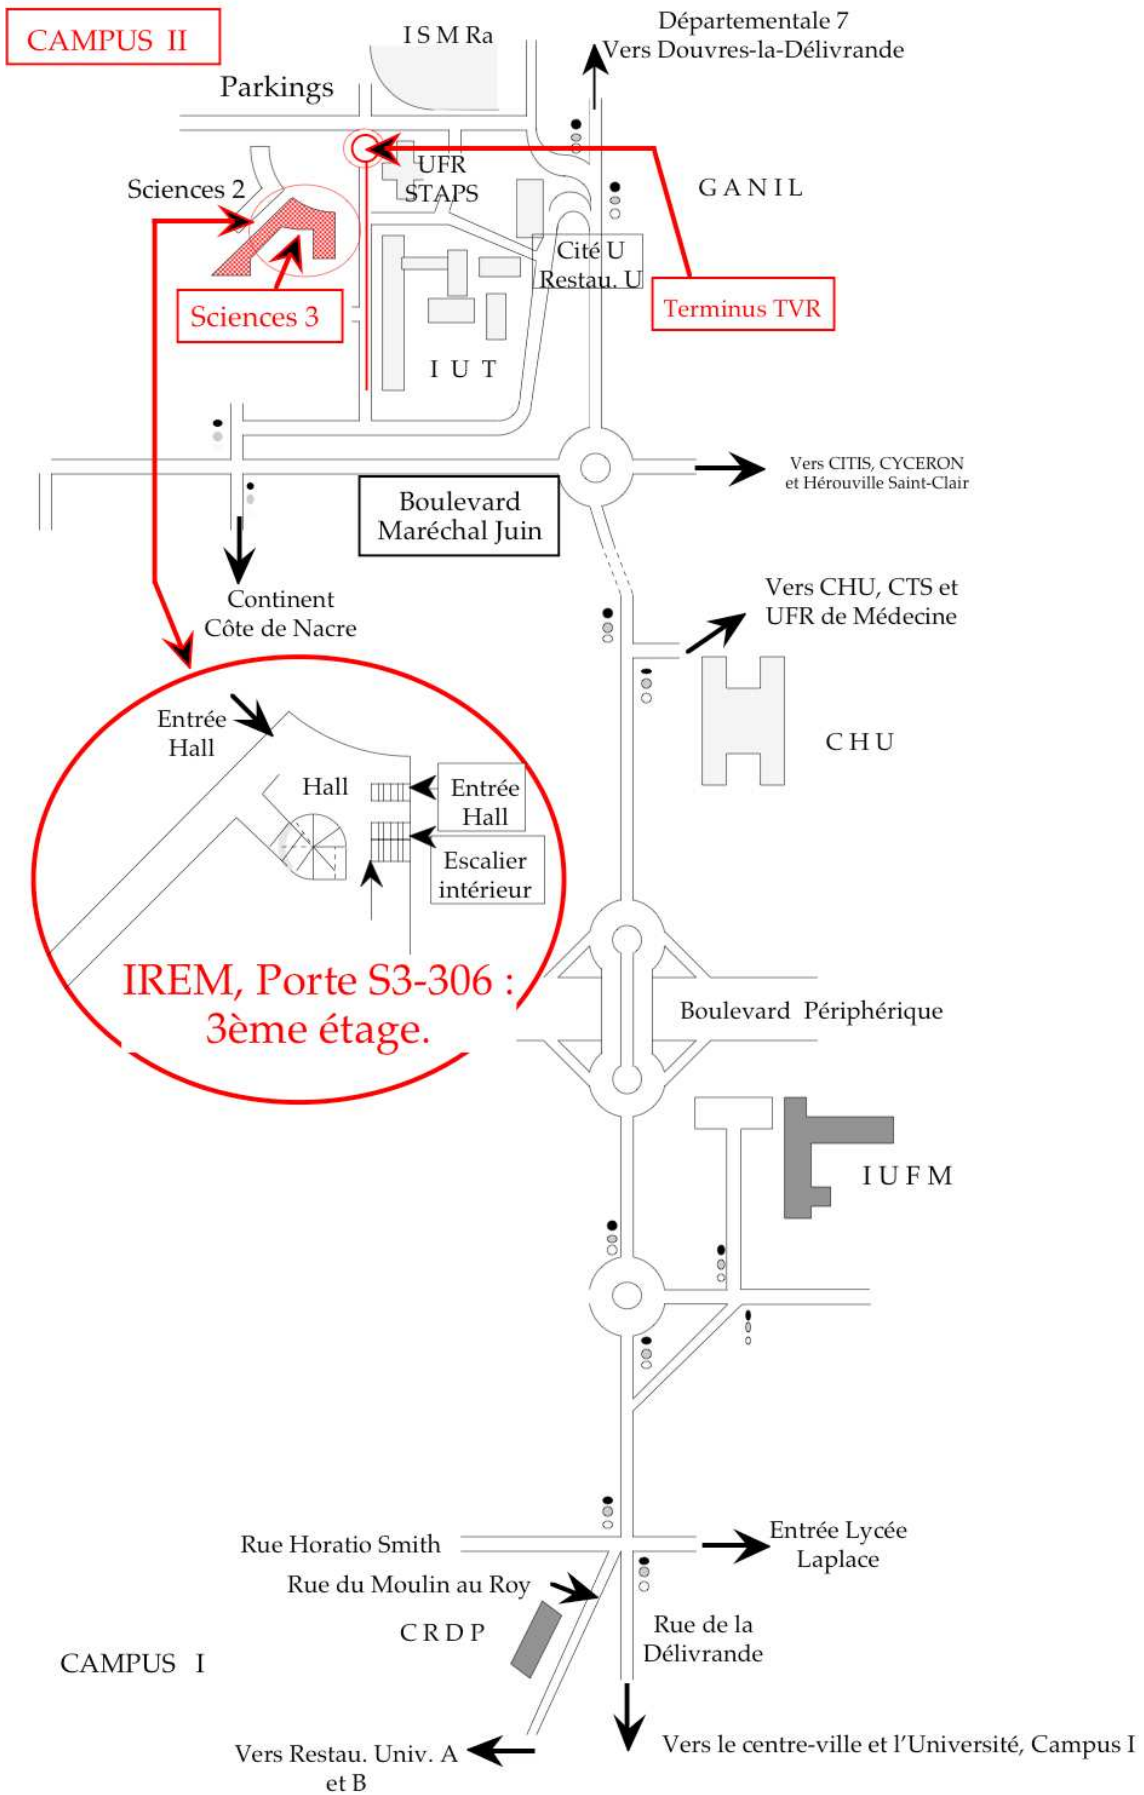 CAMPUS II
I S M R a
Départementale 7
Vers Douvres-la-Délivrande
Parkings
UFR
STAPS
Sciences 2
G A N I L
Cité U
Restau. U
Sciences 3
Terminus TVR
I U T
Vers CITIS, CYCERON
et Hérouville Saint-Clair
Boulevard
Maréchal Juin
Continent
Côte de Nacre
Vers CHU, CTS et
UFR de Médecine
Entrée
Hall
C H U
Hall
Entrée
Hall
Escalier
intérieur
IREM, Porte S3-306 :
3ème étage.
Boulevard Périphérique
I U F M
Rue Horatio Smith
Entrée Lycée
Laplace
Rue du Moulin au Roy
C R D P
Rue de la
Délivrande
CAMPUS I
Vers Restau. Univ. A
et B
Vers le centre-ville et l'Université, Campus I